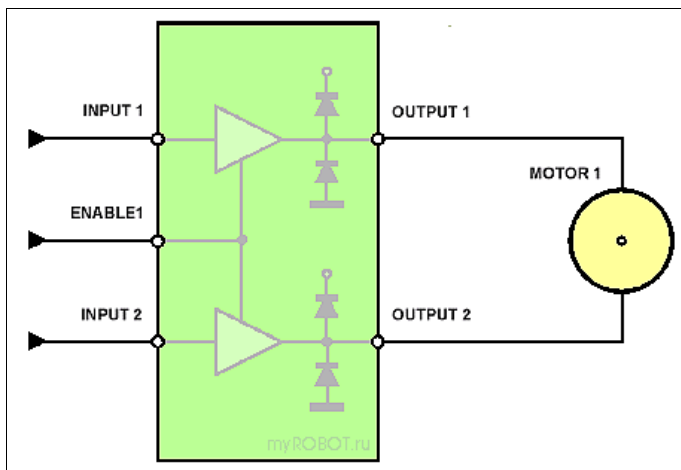 INPUT 1
OUTPUT 1
MOTOR 1
ENABLE1
INPUT 2
OUTPUT 2
myROBOT.ru